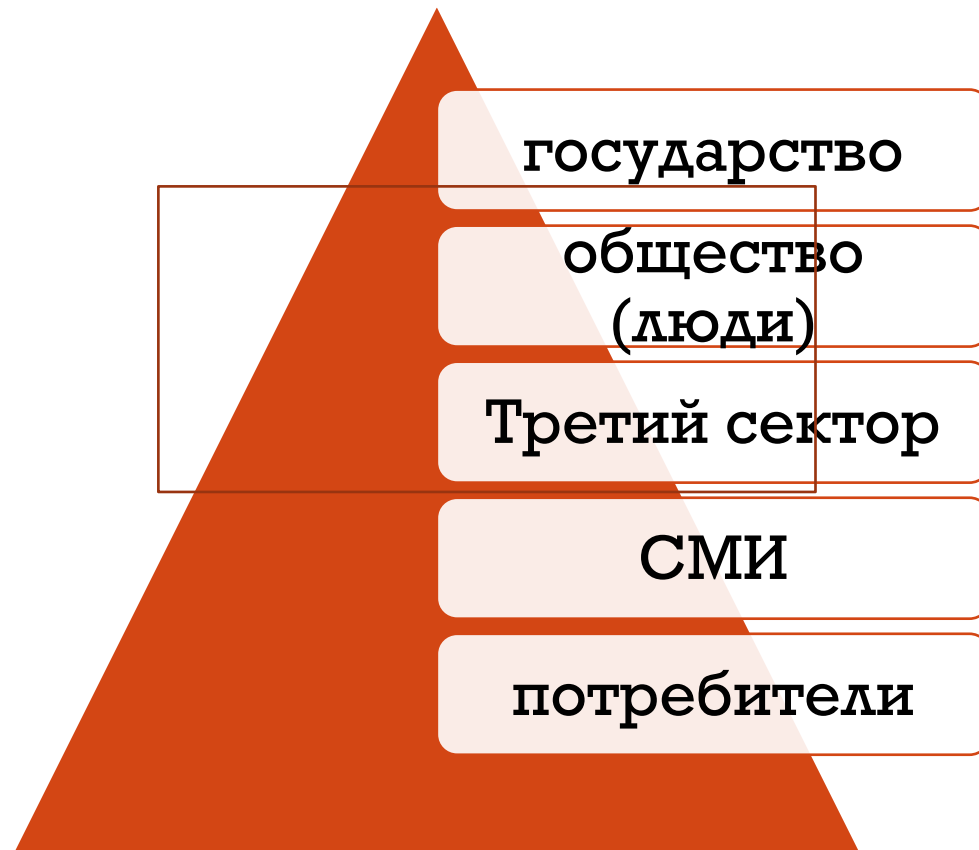 государство
общество
(люди)
Третий сектор
СМИ
потребители